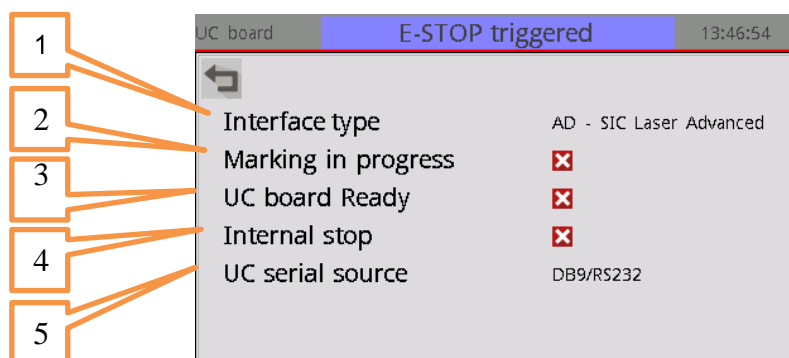 UC board E-STOP triggered 13:46:54
1 Interface type AD - SIC Laser Advanced
2 Marking in progress
3 UC board Ready
4 Internal stop
5 UC serial source DB9/RS232